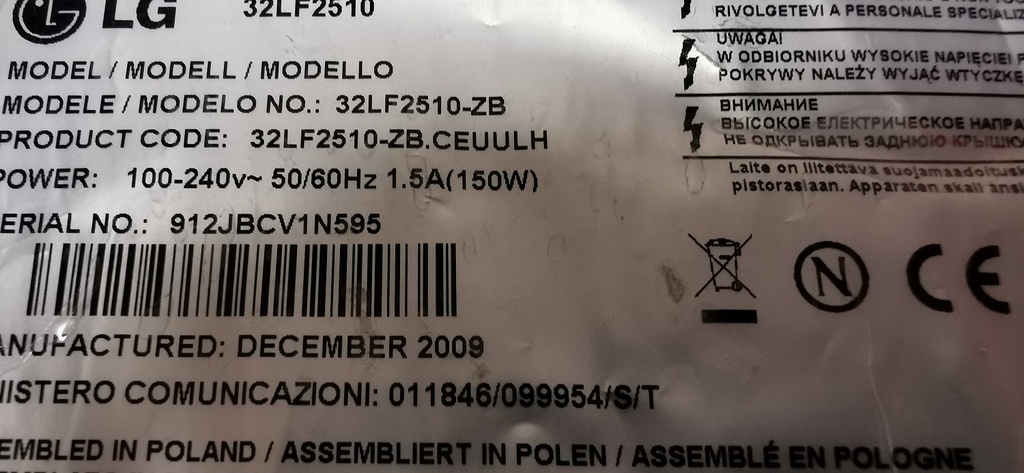 LG 32LF2510
MODEL / MODELL / MODELLO
MODELE / MODELO NO.: 32LF2510-ZB
PRODUCT CODE: 32LF2510-ZB.CEUULH
POWER: 100-240v~ 50/60Hz 1.5A(150W)
ERIAL NO.: 912JBCV1N595
ANUFACTURED: DECEMBER 2009
NISTERO COMUNICAZIONI: 011846/099954/S/T
EMBLED IN POLAND / ASSEMBLIERT IN POLEN / ASSEMBLÉ EN POLOGNE
RIVOLGETEVI A PERSONALE SPECIALIZ
UWAGA!
W ODBIORNIKU WYSOKIE NAPIĘCIE! P
POKRYWY NALEŻY WYJĄĆ WTYCZKĘ
ВНИМАНИЕ
ВЫСОКОЕ ЕЛЕКТРИЧЕСКОЕ НАПРА
НЕ ОДКРЫВАТЬ ЗАДНЮЮ КРЫШКУ
Laite on liitettava suojamaadoitusk
pistorasiaan. Apparaten skall ansl
N
CE